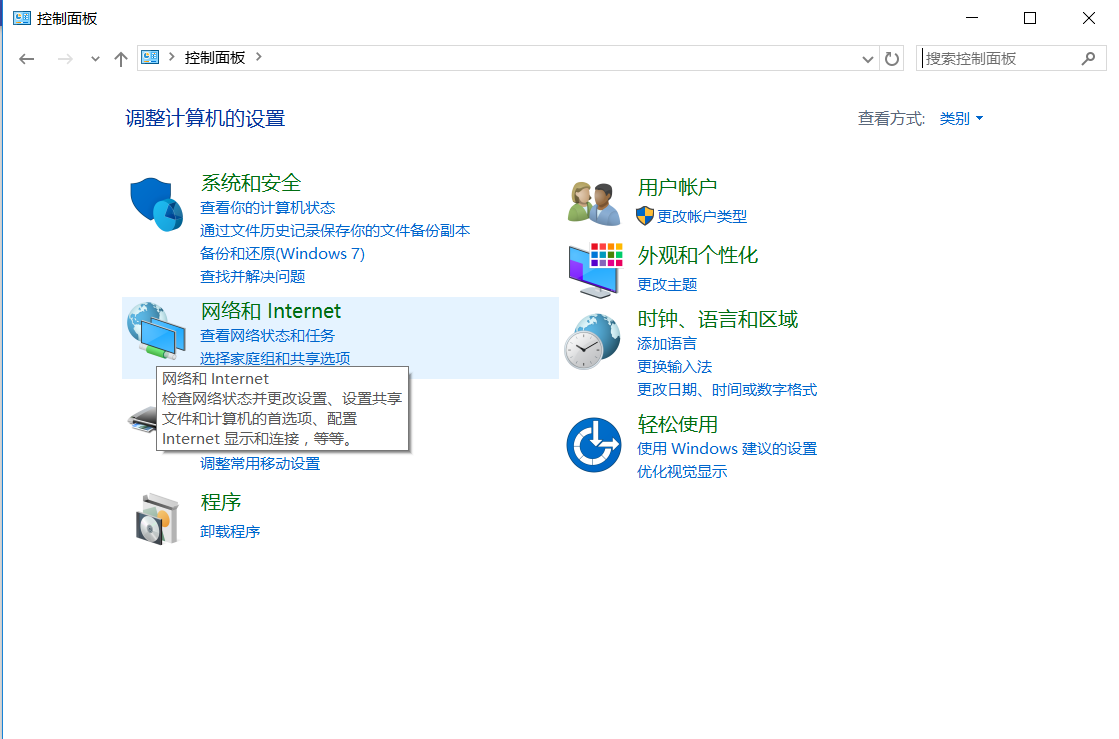 控制面板
控制面板
搜索控制面板
调整计算机的设置
查看方式: 类别
系统和安全
查看你的计算机状态
通过文件历史记录保存你的文件备份副本
备份和还原(Windows 7)
查找并解决问题
网络和 Internet
查看网络状态和任务
选择家庭组和共享选项
网络和 Internet
检查网络状态并更改设置、设置共享
文件和计算机的首选项、配置
Internet 显示和连接，等等。
调整常用移动设置
程序
卸载程序
用户帐户
更改帐户类型
外观和个性化
更改主题
时钟、语言和区域
添加语言
更换输入法
更改日期、时间或数字格式
轻松使用
使用 Windows 建议的设置
优化视觉显示